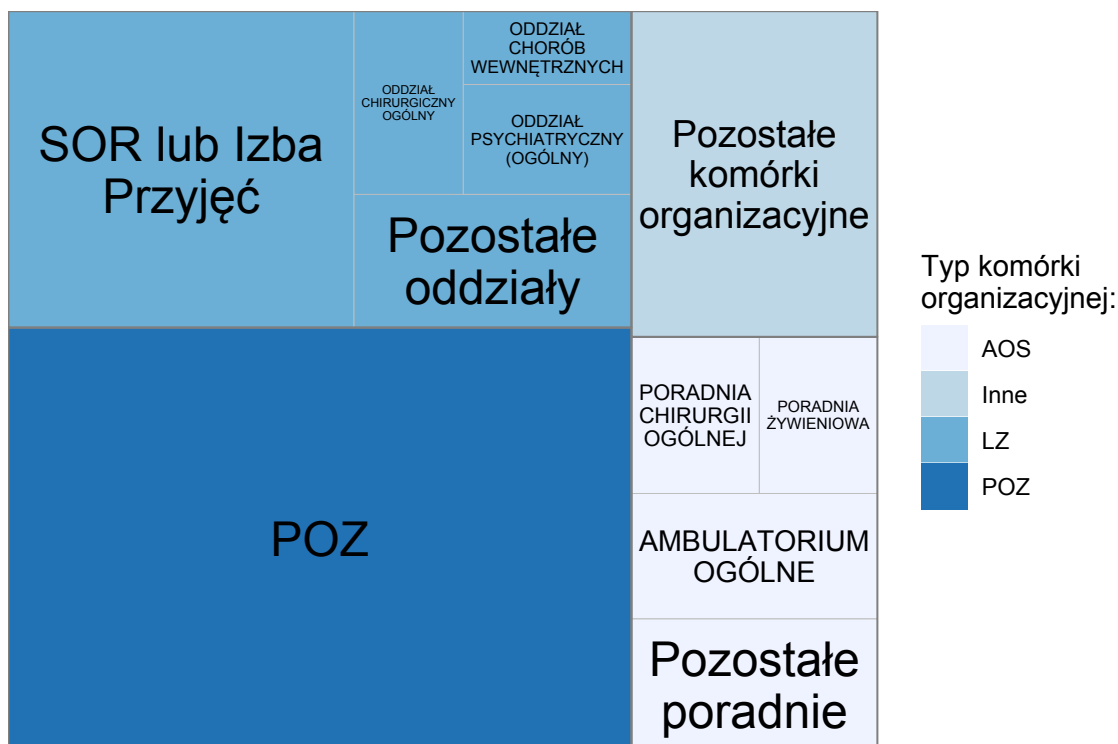 SOR lub Izba
Przyjęć
ODDZIAŁ
CHIRURGICZNY
OGÓLNY
ODDZIAŁ
CHORÓB
WEWNĘTRZNYCH
ODDZIAŁ
PSYCHIATRYCZNY
(OGÓLNY)
Pozostałe
oddziały
Pozostałe
komórki
organizacyjne
POZ
PORADNIA
CHIRURGII
OGÓLNEJ
PORADNIA
ŻYWIENIOWA
AMBULATORIUM
OGÓLNE
Pozostałe
poradnie
Typ komórki
organizacyjnej:
AOS
Inne
LZ
POZ